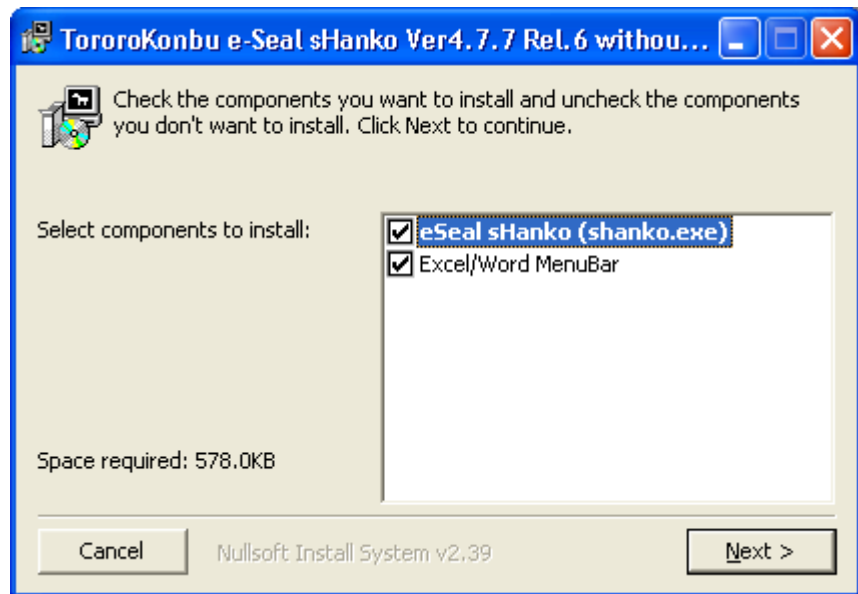 TororoKonbu e-Seal sHanko Ver4.7.7 Rel.6 withou...
Check the components you want to install and uncheck the components
you don't want to install. Click Next to continue.
Select components to install:
eSeal sHanko (shanko.exe)
Excel/Word MenuBar
Space required: 578.0KB
Cancel
Nullsoft Install System v2.39
Next >